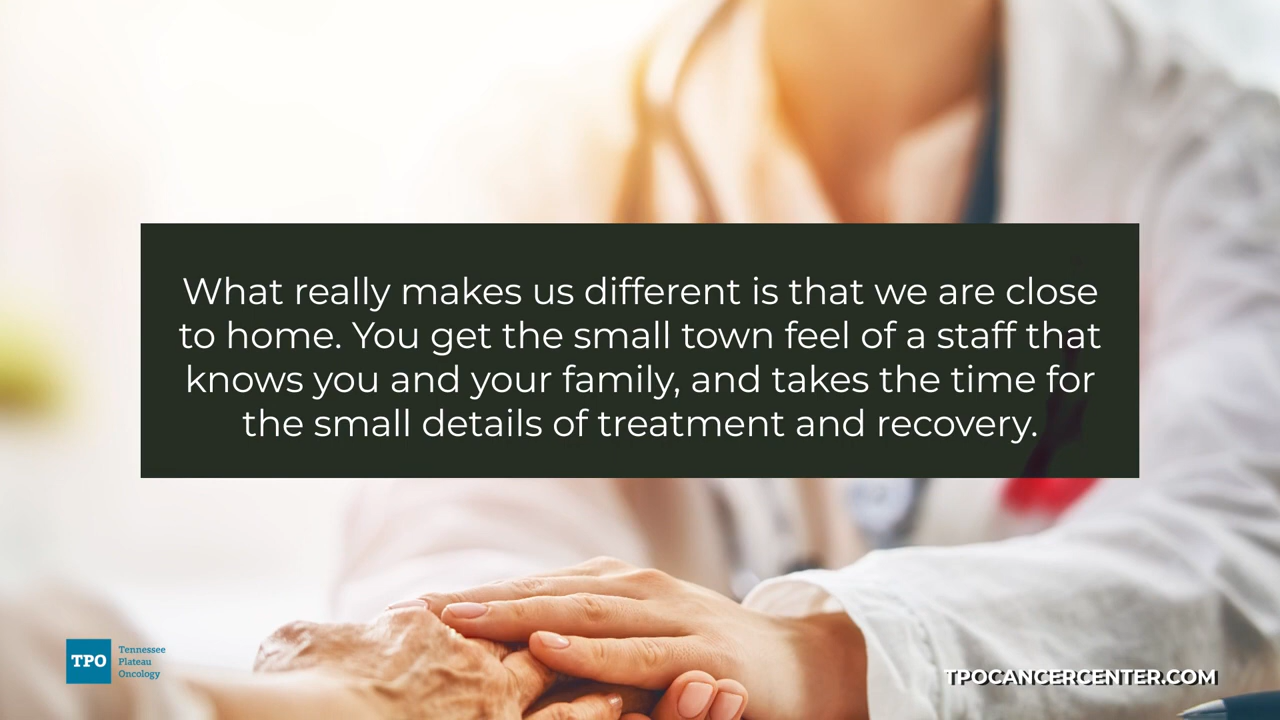 What really makes us different is that we are close
to home. You get the small town feel of a staff that
knows you and your family, and takes the time for
the small details of treatment and recovery.
TPO
Tennessee
Plateau
Oncology
TPOCANCERCENTER.COM